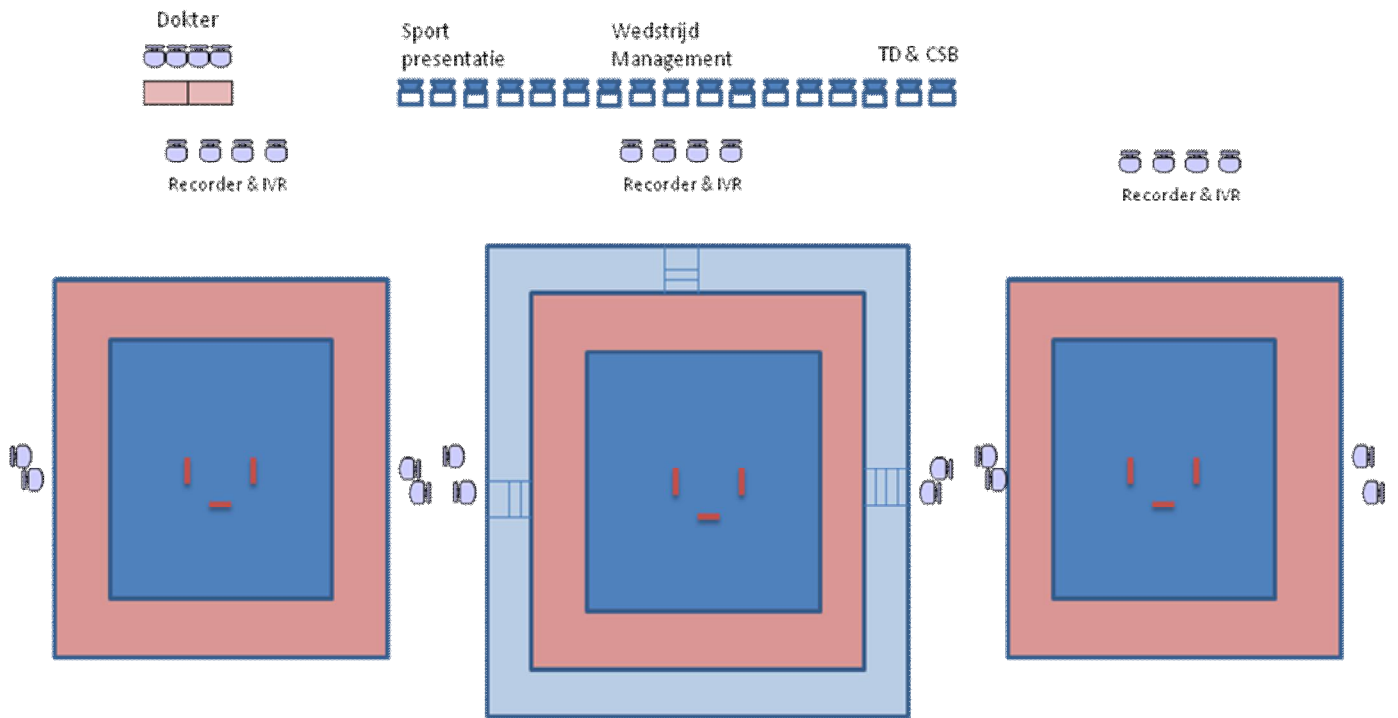 Dokter
Sport
presentatie
Wedstrijd
Management
TD & CSB
Recorder & IVR
Recorder & IVR
Recorder & IVR